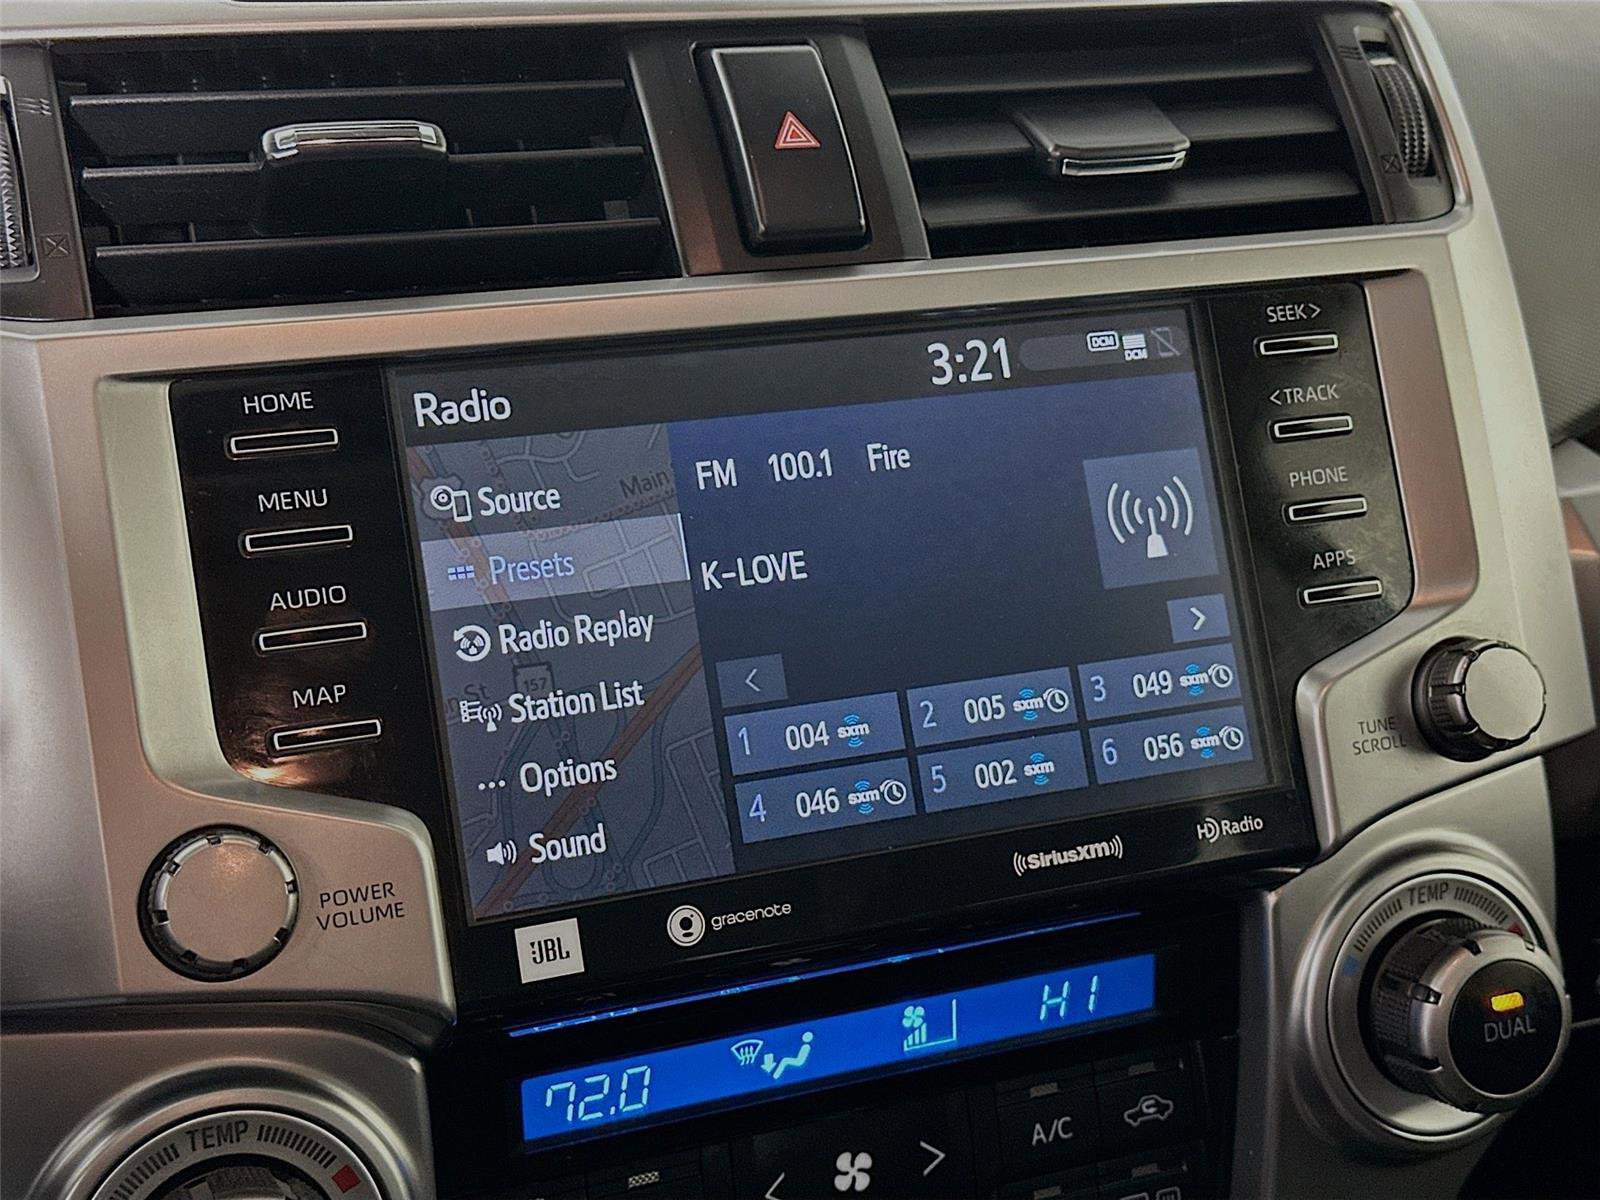 HOME
MENU
AUDIO
MAP
POWER
VOLUME
Radio
3:21
DCM
DCM
Main
Source
Presets
Radio Replay
157
St
Station List
Options
Sound
FM 100.1 Fire
K-LOVE
<
>
1 004 sxm
2 005 sxm
3 049 sxm
4 046 sxm
5 002 sxm
6 056 sxm
SEEK>
<TRACK
PHONE
APPS
TUNE
SCROLL
JBL
gracenote
((SiriusXM))
HD Radio
72.0
HI
TEMP
DUAL
TEMP
A/C